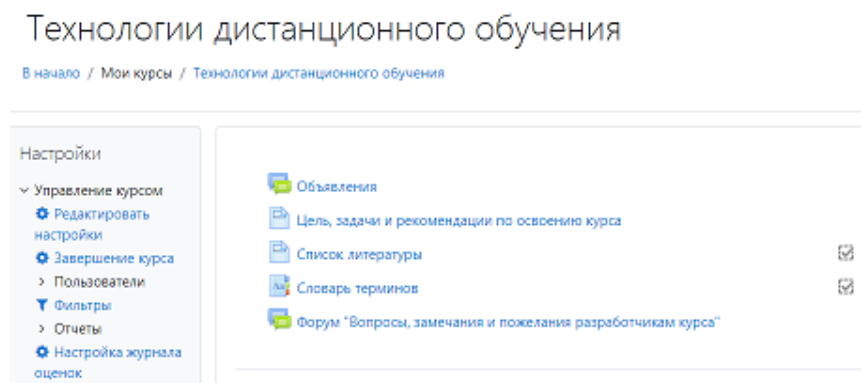 Технологии дистанционного обучения
В начало / Мои курсы / Технологии дистанционного обучения
Настройки
Управление курсом
Редактировать
настройки
Завершение курса
Пользователи
Фильтры
Отчеты
Настройка журнала
оценок
Объявления
Цель, задачи и рекомендации по освоению курса
Список литературы
Словарь терминов
Форум "Вопросы, замечания и пожелания разработчикам курса"